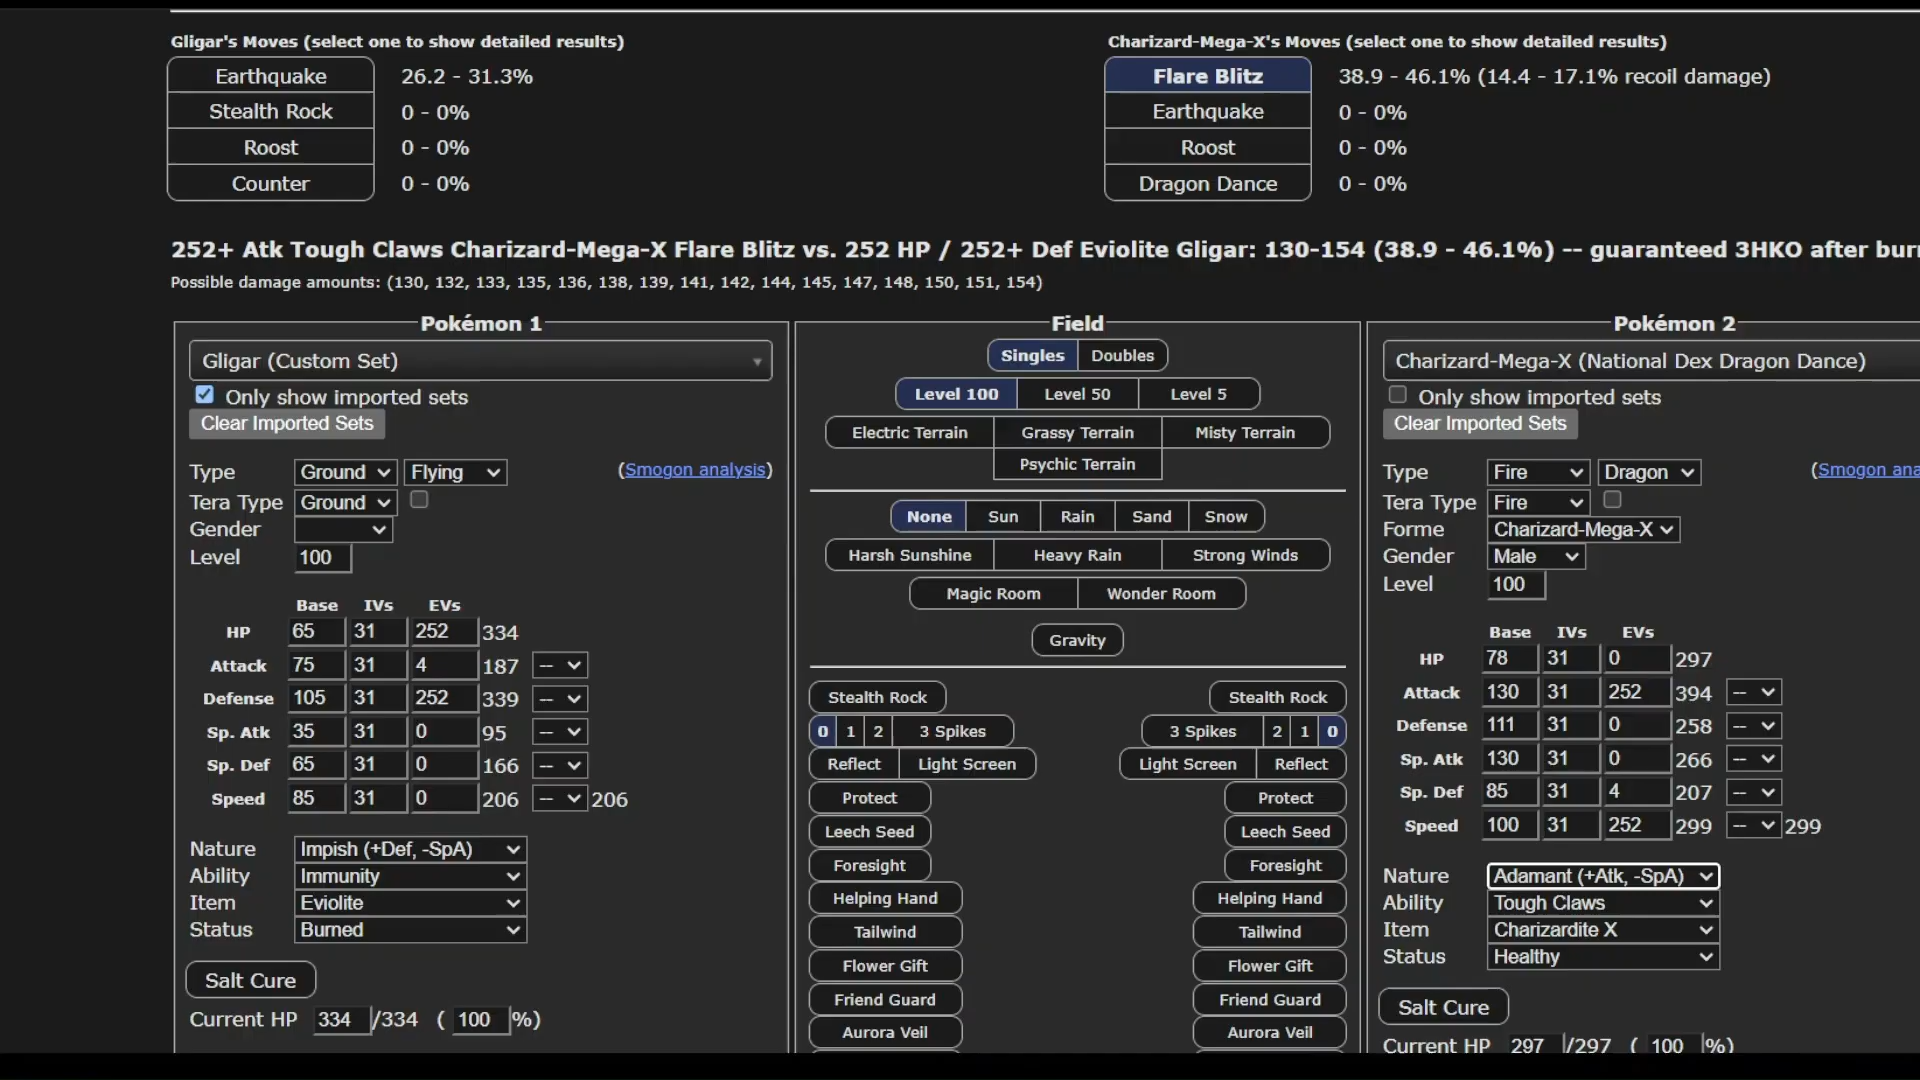 Gligar's Moves (select one to show detailed results)
Earthquake 26.2 - 31.3%
Stealth Rock 0 - 0%
Roost 0 - 0%
Counter 0 - 0%
Charizard-Mega-X's Moves (select one to show detailed results)
Flare Blitz 38.9 - 46.1% (14.4 - 17.1% recoil damage)
Earthquake 0 - 0%
Roost 0 - 0%
Dragon Dance 0 - 0%
252+ Atk Tough Claws Charizard-Mega-X Flare Blitz vs. 252 HP / 252+ Def Eviolite Gligar: 130-154 (38.9 - 46.1%) -- guaranteed 3HKO after bur
Possible damage amounts: (130, 132, 133, 135, 136, 138, 139, 141, 142, 144, 145, 147, 148, 150, 151, 154)
Pokémon 1
Gligar (Custom Set)
Only show imported sets
Clear Imported Sets
Type Ground Flying (Smogon analysis)
Tera Type Ground
Gender
Level 100
Base IVs EVs
HP 65 31 252 334
Attack 75 31 4 187 --
Defense 105 31 252 339 --
Sp. Atk 35 31 0 95 --
Sp. Def 65 31 0 166 --
Speed 85 31 0 206 -- 206
Nature Impish (+Def, -SpA)
Ability Immunity
Item Eviolite
Status Burned
Salt Cure
Current HP 334 /334 ( 100 %)
Field
Singles Doubles
Level 100 Level 50 Level 5
Electric Terrain Grassy Terrain Misty Terrain
Psychic Terrain
None Sun Rain Sand Snow
Harsh Sunshine Heavy Rain Strong Winds
Magic Room Wonder Room
Gravity
Stealth Rock Stealth Rock
0 1 2 3 Spikes 3 Spikes 2 1 0
Reflect Light Screen Light Screen Reflect
Protect Protect
Leech Seed Leech Seed
Foresight Foresight
Helping Hand Helping Hand
Tailwind Tailwind
Flower Gift Flower Gift
Friend Guard Friend Guard
Aurora Veil Aurora Veil
Pokémon 2
Charizard-Mega-X (National Dex Dragon Dance)
Only show imported sets
Clear Imported Sets
Type Fire Dragon (Smogon ana
Tera Type Fire
Forme Charizard-Mega-X
Gender Male
Level 100
Base IVs EVs
HP 78 31 0 297
Attack 130 31 252 394 --
Defense 111 31 0 258 --
Sp. Atk 130 31 0 266 --
Sp. Def 85 31 4 207 --
Speed 100 31 252 299 -- 299
Nature Adamant (+Atk, -SpA)
Ability Tough Claws
Item Charizardite X
Status Healthy
Salt Cure
Current HP 297 /297 ( 100 %)